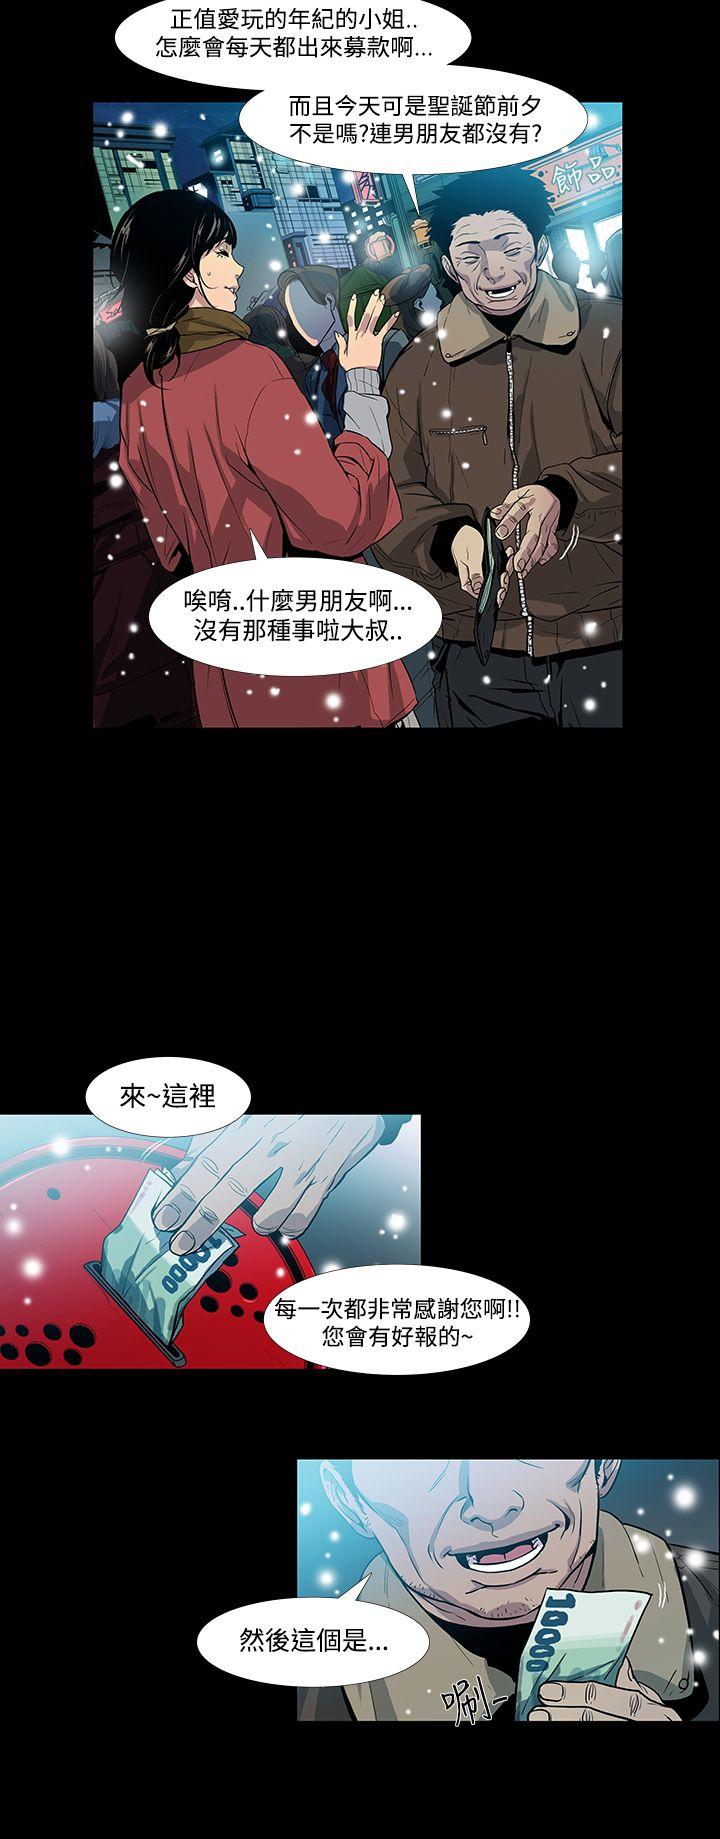 正值愛玩的年紀的小姐..
怎麼會每天都出來募款啊...
而且今天可是聖誕節前夕
不是嗎?連男朋友都沒有?
飾品
唉唷..什麼男朋友啊...
沒有那種事啦大叔..
來~這裡
10000
每一次都非常感謝您啊!!
您會有好報的~
然後這個是...
10000
唰-